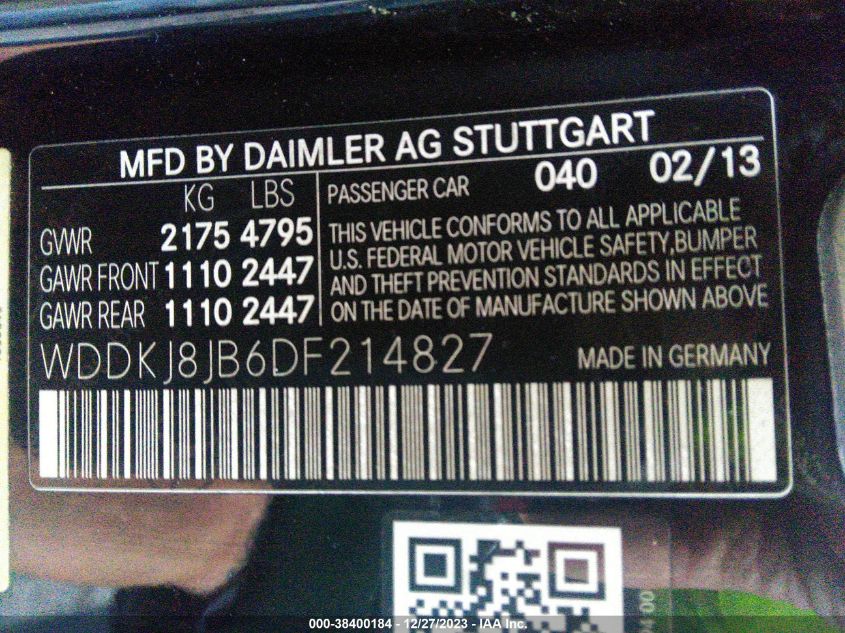 MFD BY DAIMLER AG STUTTGART
KG LBS
GVWR 2175 4795
GAWR FRONT 1110 2447
GAWR REAR 1110 2447
PASSENGER CAR 040 02/13
THIS VEHICLE CONFORMS TO ALL APPLICABLE
U.S. FEDERAL MOTOR VEHICLE SAFETY,BUMPER
AND THEFT PREVENTION STANDARDS IN EFFECT
ON THE DATE OF MANUFACTURE SHOWN ABOVE
WDDKJ8JB6DF214827 MADE IN GERMANY
000-38400184 - 12/27/2023 - IAA Inc.